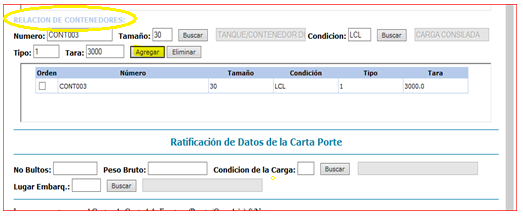 RELACION DE CONTENEDORES:
Numero: CONT003 Tamaño: 30 Buscar TANQUE/CONTENEDOR DI Condicion: LCL Buscar CARGA CONSLIADA
Tipo: 1 Tara: 3000 Agregar Eliminar
Orden Número Tamaño Condición Tipo Tara
CONT003 30 LCL 1 3000.0
Ratificación de Datos de la Carta Porte
No Bultos: Peso Bruto: Condicion de la Carga: Buscar
Lugar Embarq.: Buscar